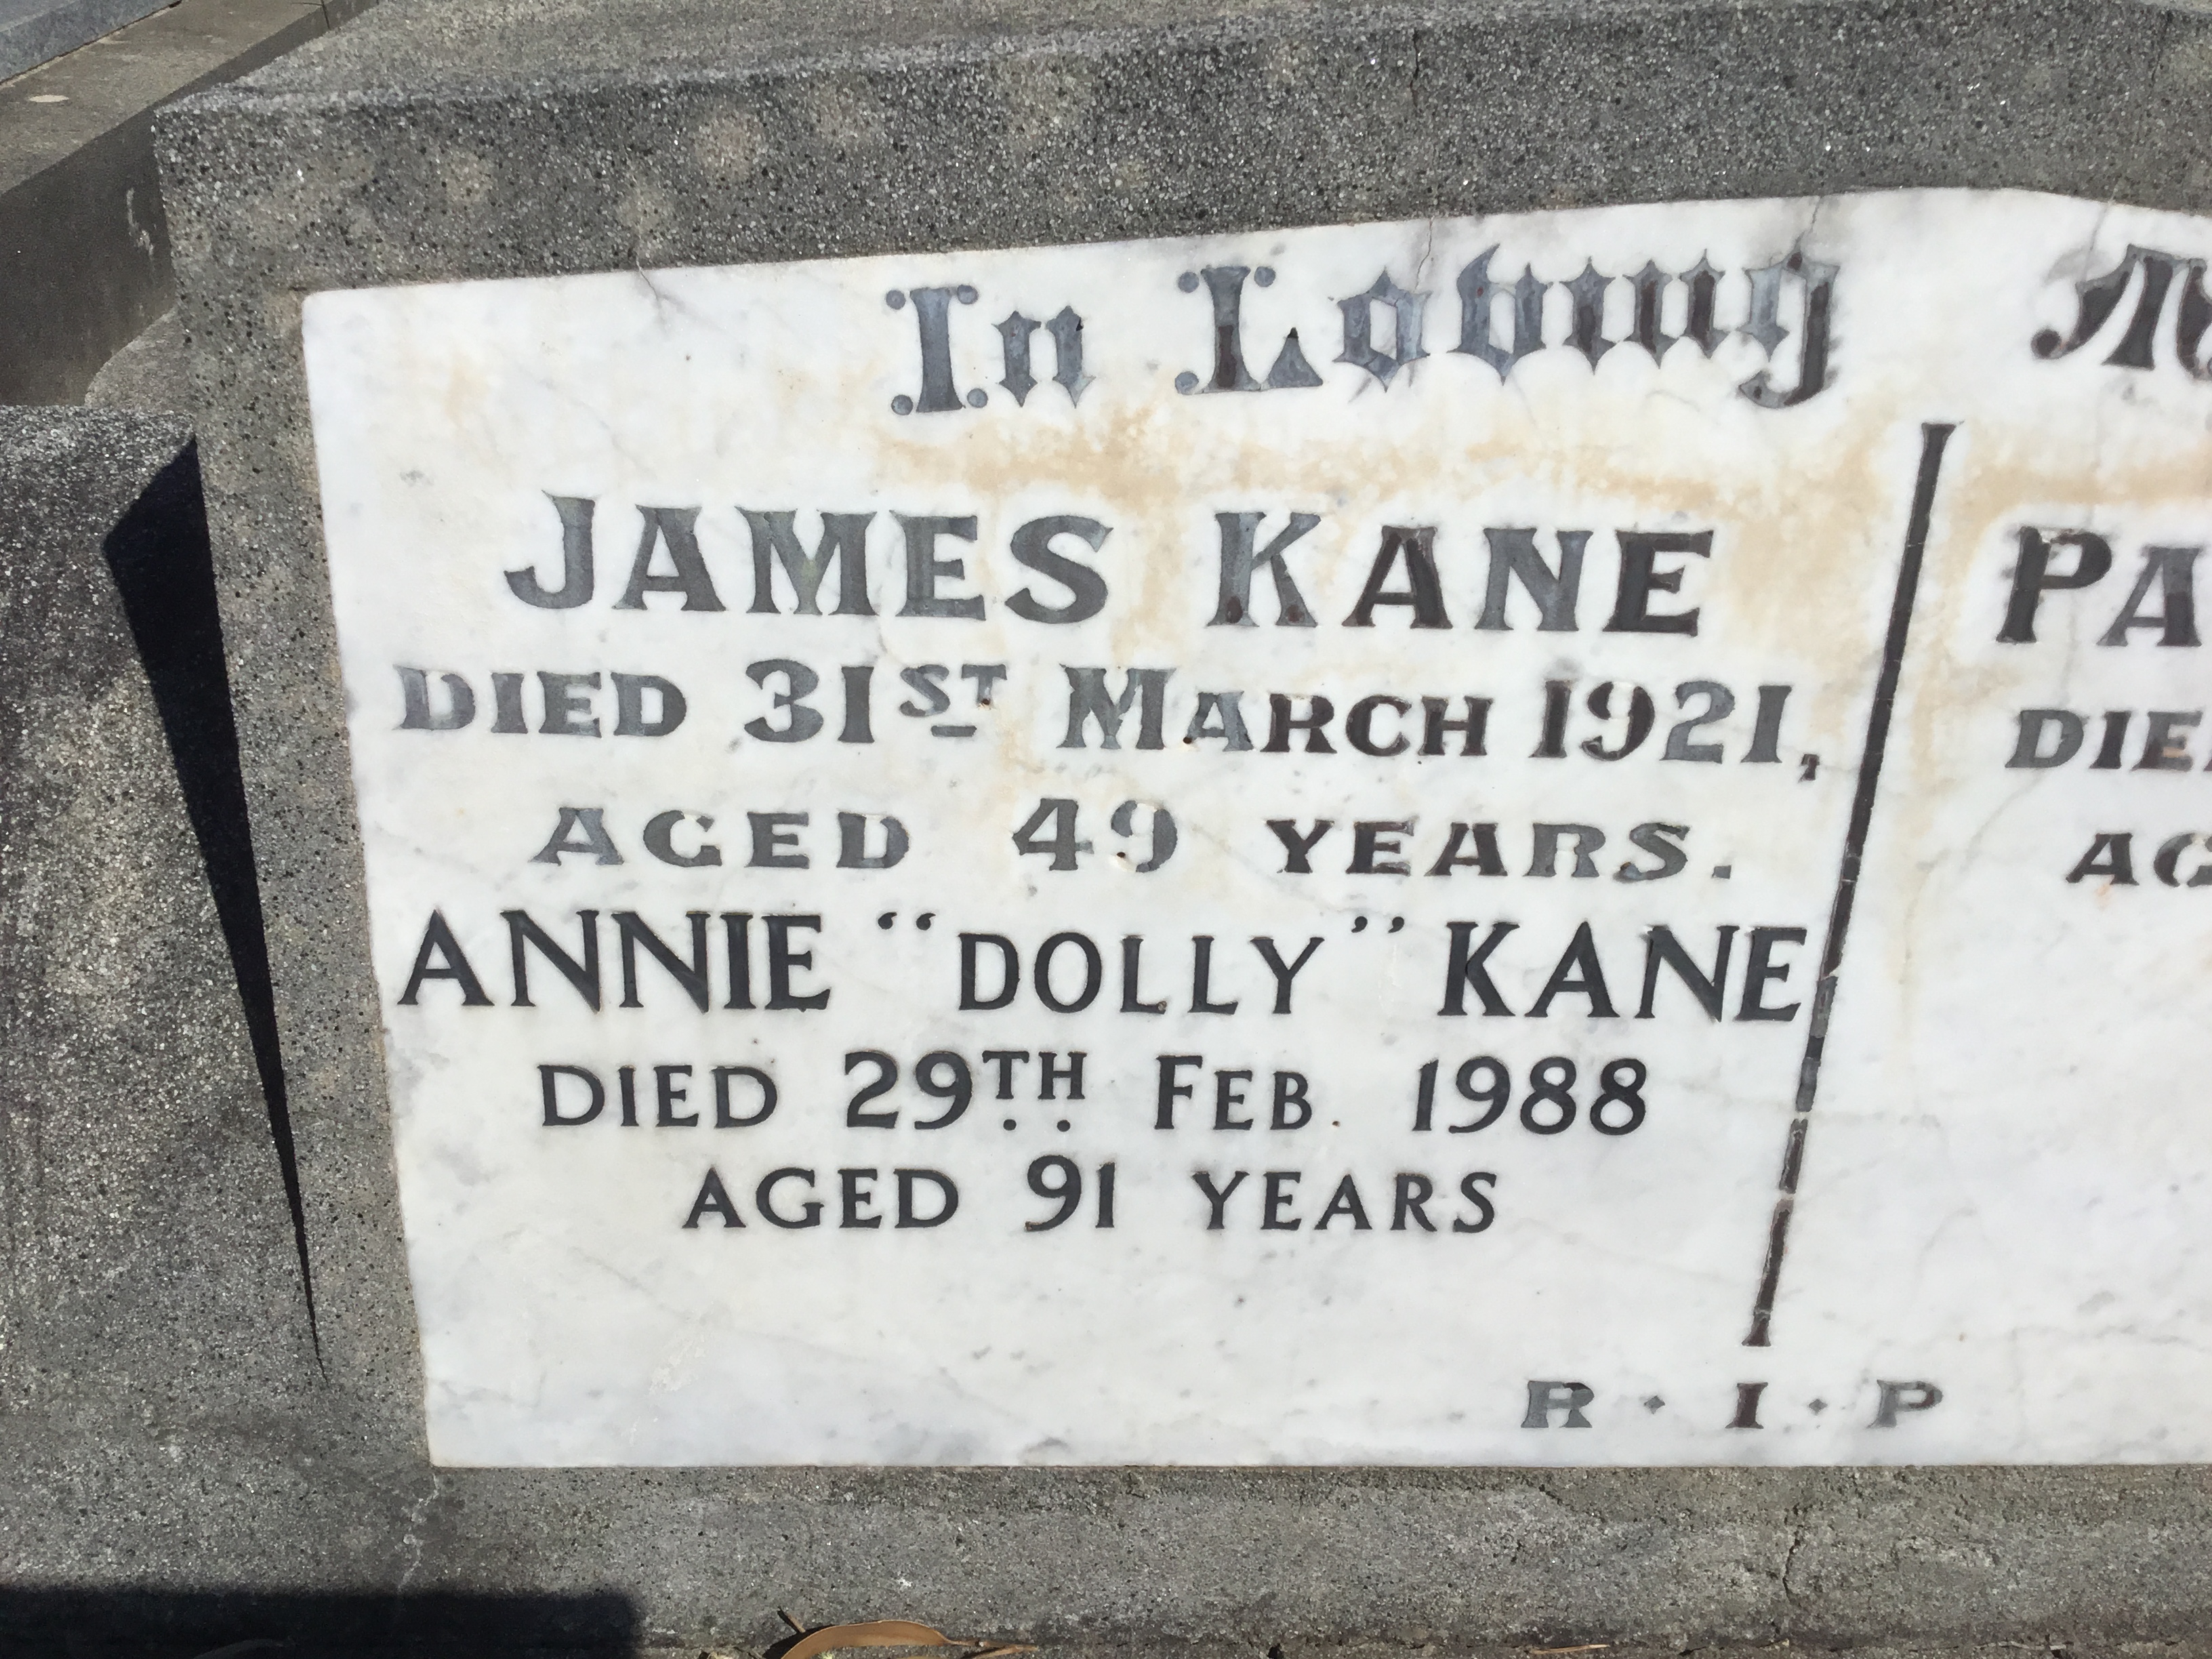 In Loving
JAMES KANE
DIED 31ST MARCH 1921,
AGED 49 YEARS.
ANNIE “DOLLY” KANE
DIED 29TH FEB. 1988
AGED 91 YEARS
R·I·P